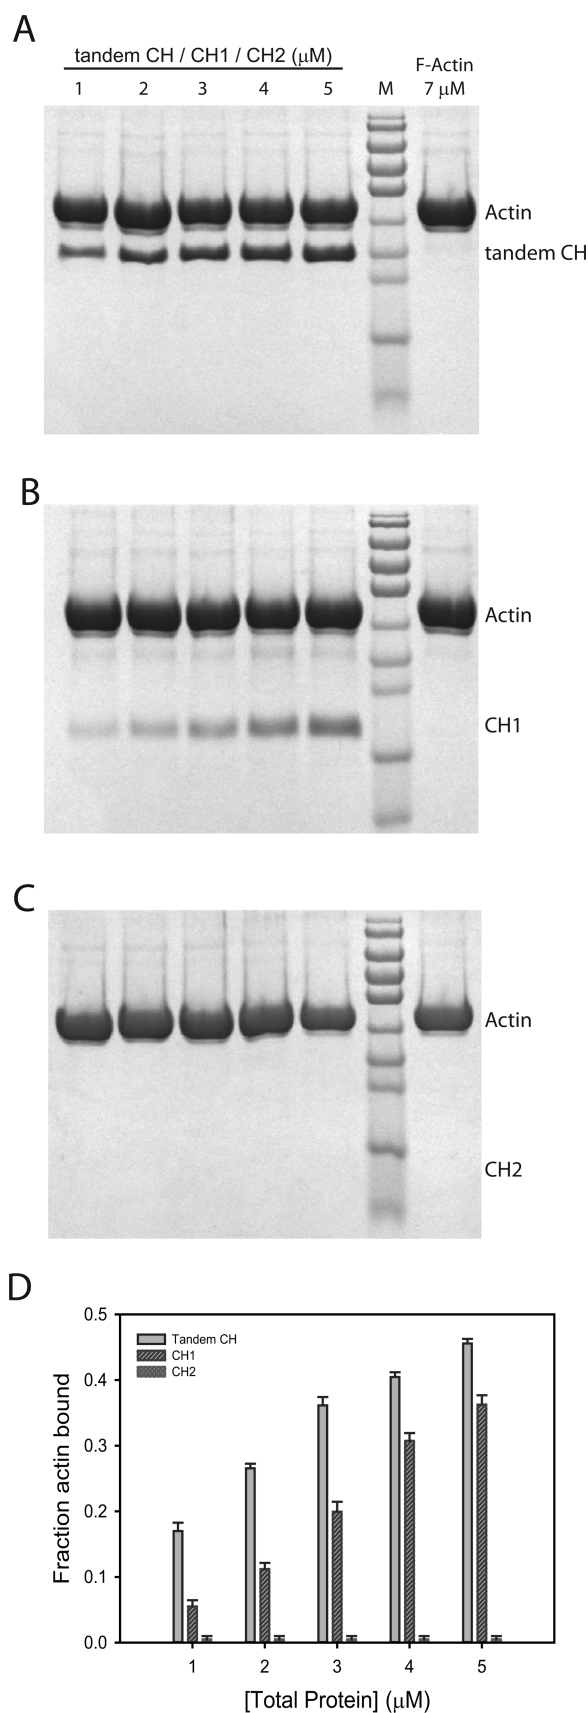 A
tandem CH / CH1 / CH2 (μM)
F-Actin
1 2 3 4 5 M 7 μM
Actin
tandem CH
B
Actin
CH1
C
Actin
CH2
D
0.5
0.4
0.3
0.2
0.1
0.0
Fraction actin bound
Tandem CH
CH1
CH2
1 2 3 4 5
[Total Protein] (μM)